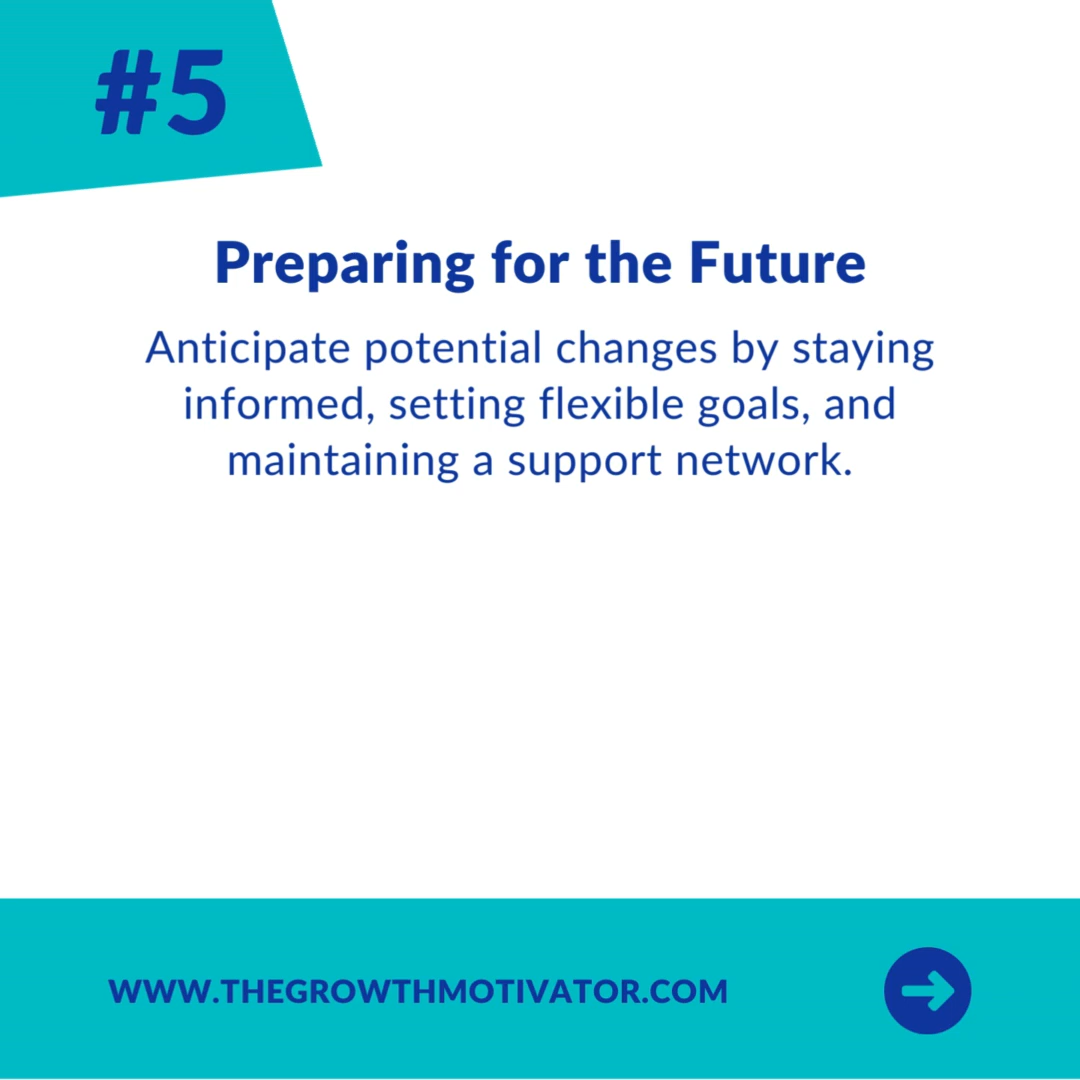 #5
Preparing for the Future
Anticipate potential changes by staying
informed, setting flexible goals, and
maintaining a support network.
WWW.THEGROWTHMOTIVATOR.COM